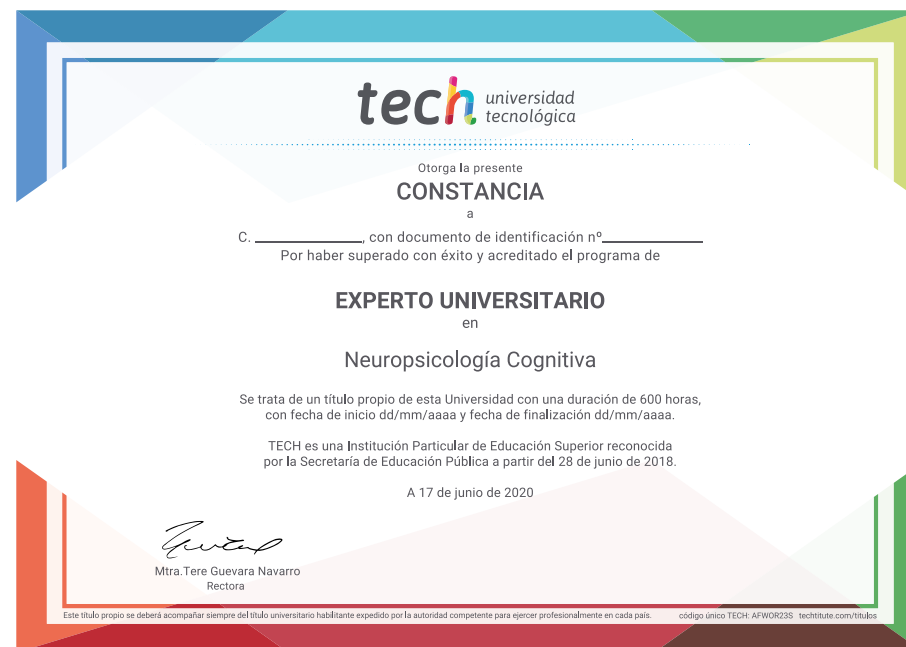 tech universidad
tecnológica
Otorga la presente
CONSTANCIA
a
C. ____________, con documento de identificación nº____________
Por haber superado con éxito y acreditado el programa de
EXPERTO UNIVERSITARIO
en
Neuropsicología Cognitiva
Se trata de un título propio de esta Universidad con una duración de 600 horas,
con fecha de inicio dd/mm/aaaa y fecha de finalización dd/mm/aaaa.
TECH es una Institución Particular de Educación Superior reconocida
por la Secretaría de Educación Pública a partir del 28 de junio de 2018.
A 17 de junio de 2020
Mtra.Tere Guevara Navarro
Rectora
Este título propio se deberá acompañar siempre del título universitario habilitante expedido por la autoridad competente para ejercer profesionalmente en cada país. código único TECH: AFWOR23S techtitute.com/titulos